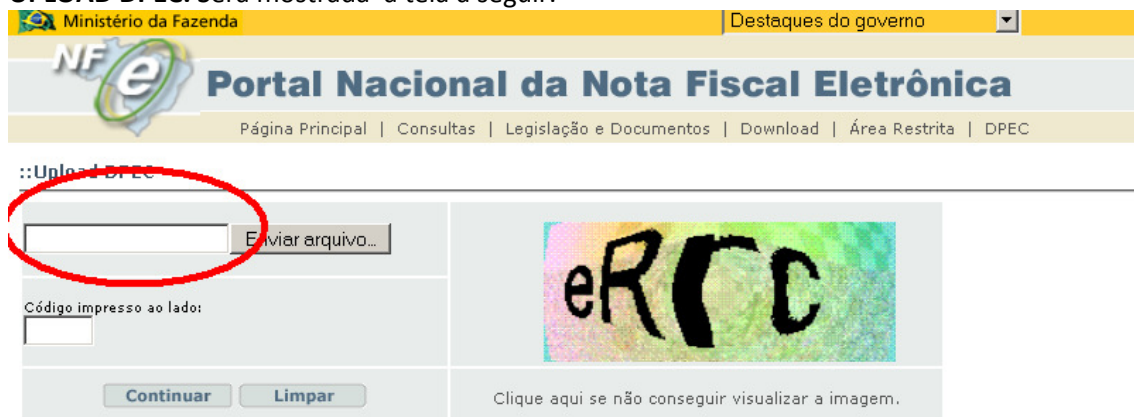 UPLOAD DPEC. Será mostrada a tela a seguir:
Ministério da Fazenda Destaques do governo
NF e
Portal Nacional da Nota Fiscal Eletrônica
Página Principal | Consultas | Legislação e Documentos | Download | Área Restrita | DPEC
::Upload DPEC
Enviar arquivo...
Código impresso ao lado:
Continuar Limpar
Clique aqui se não conseguir visualizar a imagem.